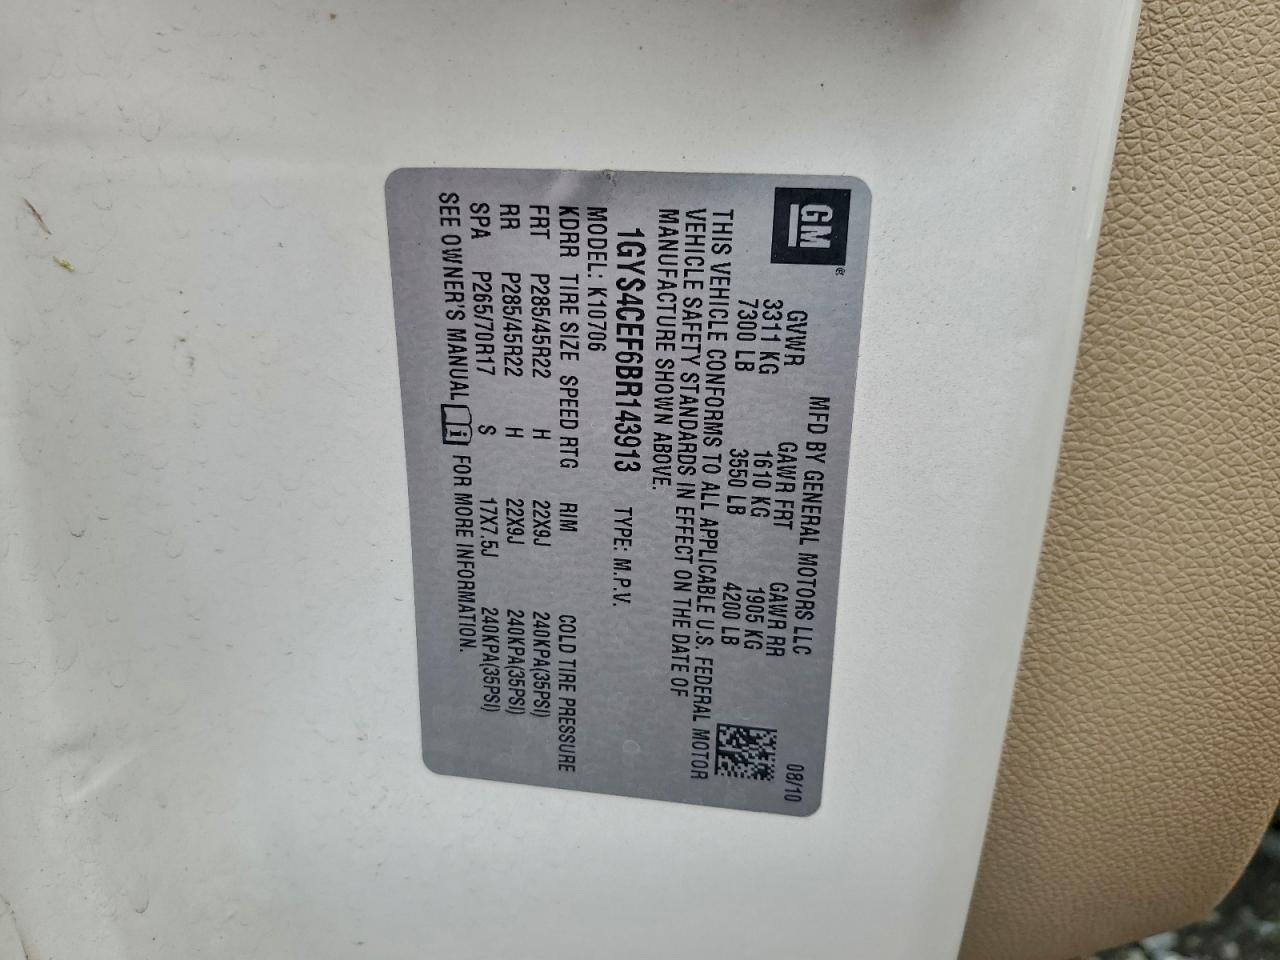 GM
®
MFD BY GENERAL MOTORS LLC 08/10
GVWR GAWR FRT GAWR RR
3311 KG 1610 KG 1905 KG
7300 LB 3550 LB 4200 LB
THIS VEHICLE CONFORMS TO ALL APPLICABLE U.S. FEDERAL MOTOR
VEHICLE SAFETY STANDARDS IN EFFECT ON THE DATE OF
MANUFACTURE SHOWN ABOVE.
1GYS4CEF6BR143913 TYPE: M.P.V.
MODEL: K10706
KDRR TIRE SIZE SPEED RTG RIM COLD TIRE PRESSURE
FRT P285/45R22 H 22X9J 240KPA(35PSI)
RR P285/45R22 H 22X9J 240KPA(35PSI)
SPA P265/70R17 S 17X7.5J 240KPA(35PSI)
SEE OWNER'S MANUAL i FOR MORE INFORMATION.